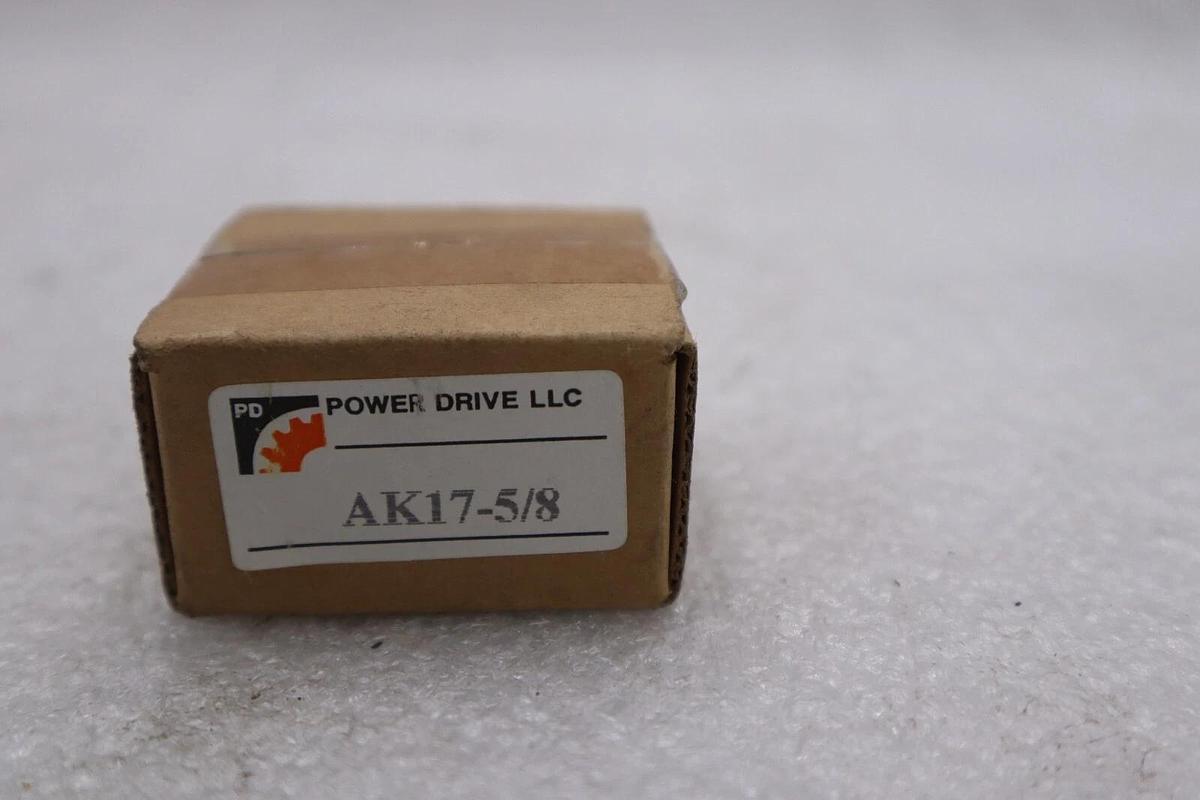 PD
POWER DRIVE LLC
AK17-5/8